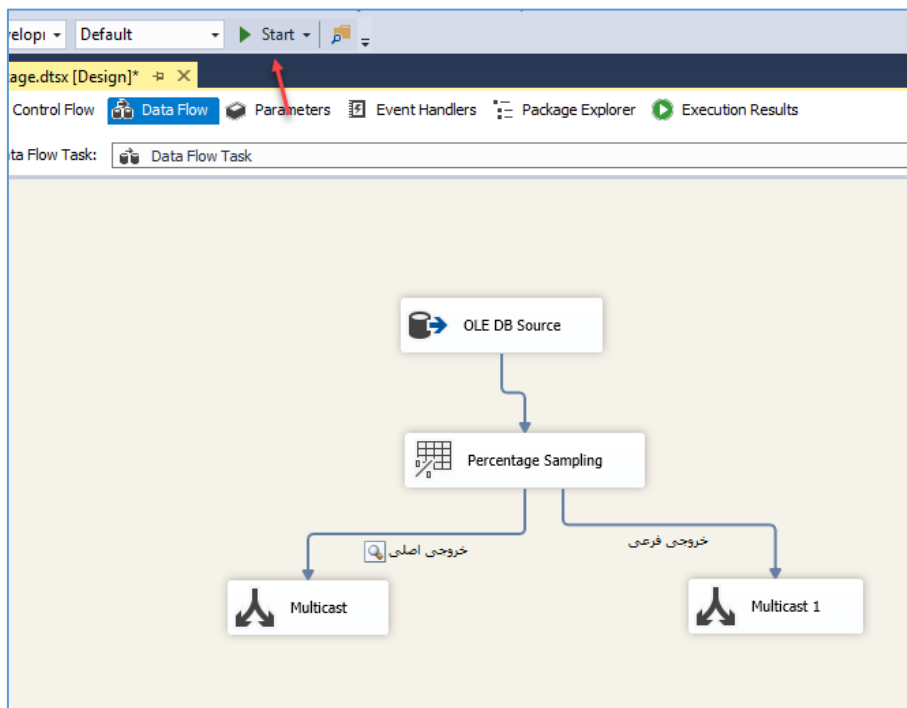 velopı Default Start
age.dtsx [Design]*
Control Flow Data Flow Parameters Event Handlers Package Explorer Execution Results
ta Flow Task: Data Flow Task
OLE DB Source
Percentage Sampling
خروجی اصلی
خروجی فرعی
Multicast
Multicast 1